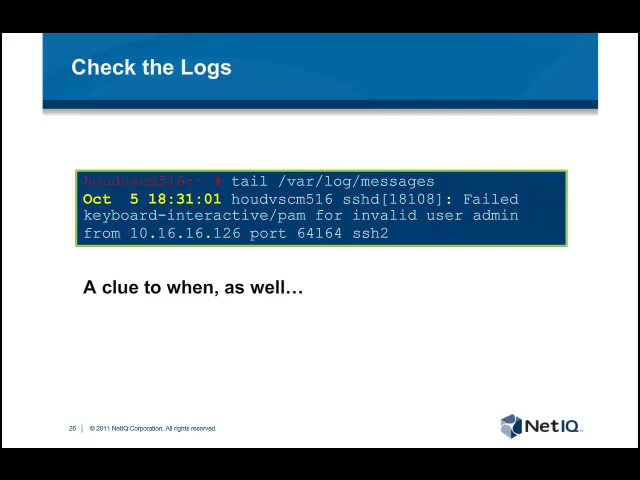 Check the Logs
houdvscm516:~ # tail /var/log/messages
Oct  5 18:31:01 houdvscm516 sshd[18108]: Failed
keyboard-interactive/pam for invalid user admin
from 10.16.16.126 port 64164 ssh2
A clue to when, as well…
26 | © 2011 NetIQ Corporation. All rights reserved.
NetIQ